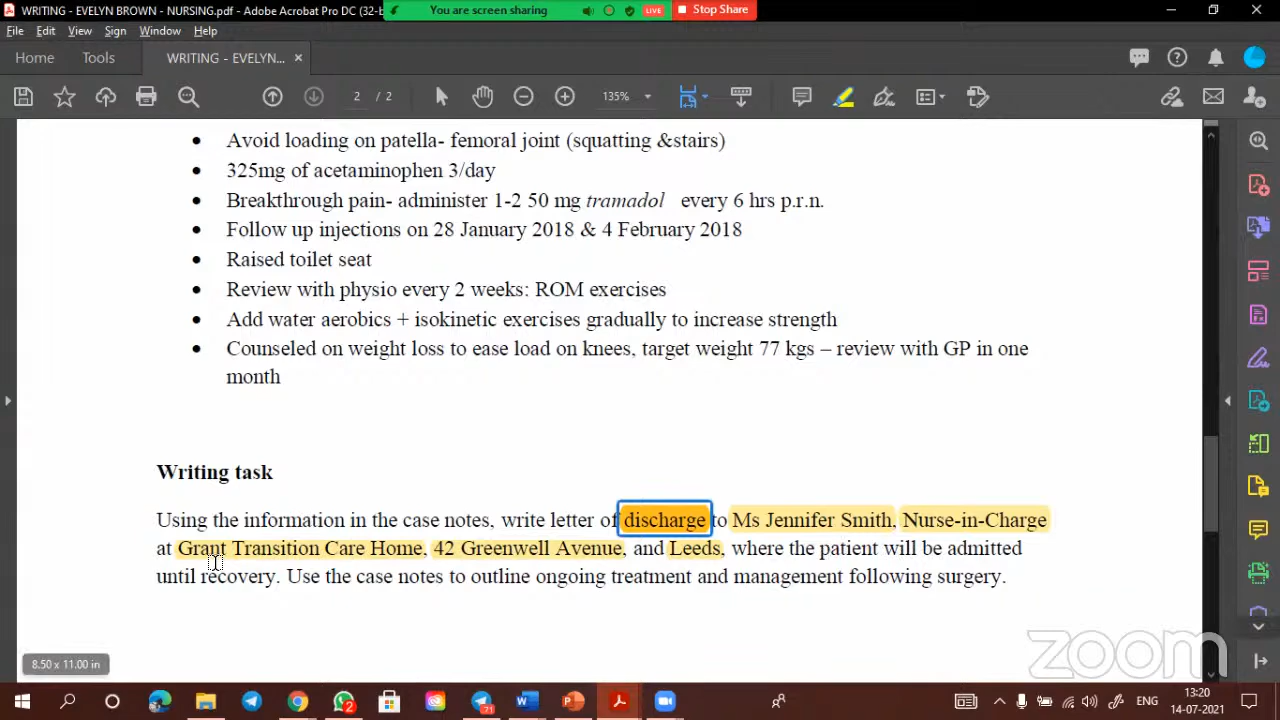 WRITING - EVELYN BROWN - NURSING.pdf - Adobe Acrobat Pro DC (32-b
You are screen sharing
LIVE
Stop Share
File Edit View Sign Window Help
Home Tools WRITING - EVELYN... ×
2 / 2 135%
• Avoid loading on patella- femoral joint (squatting &stairs)
• 325mg of acetaminophen 3/day
• Breakthrough pain- administer 1-2 50 mg tramadol every 6 hrs p.r.n.
• Follow up injections on 28 January 2018 & 4 February 2018
• Raised toilet seat
• Review with physio every 2 weeks: ROM exercises
• Add water aerobics + isokinetic exercises gradually to increase strength
• Counseled on weight loss to ease load on knees, target weight 77 kgs – review with GP in one
month
Writing task
Using the information in the case notes, write letter of discharge to Ms Jennifer Smith, Nurse-in-Charge
at Grant Transition Care Home, 42 Greenwell Avenue, and Leeds, where the patient will be admitted
until recovery. Use the case notes to outline ongoing treatment and management following surgery.
zoom
8.50 x 11.00 in
2
21
ENG
13:20
14-07-2021